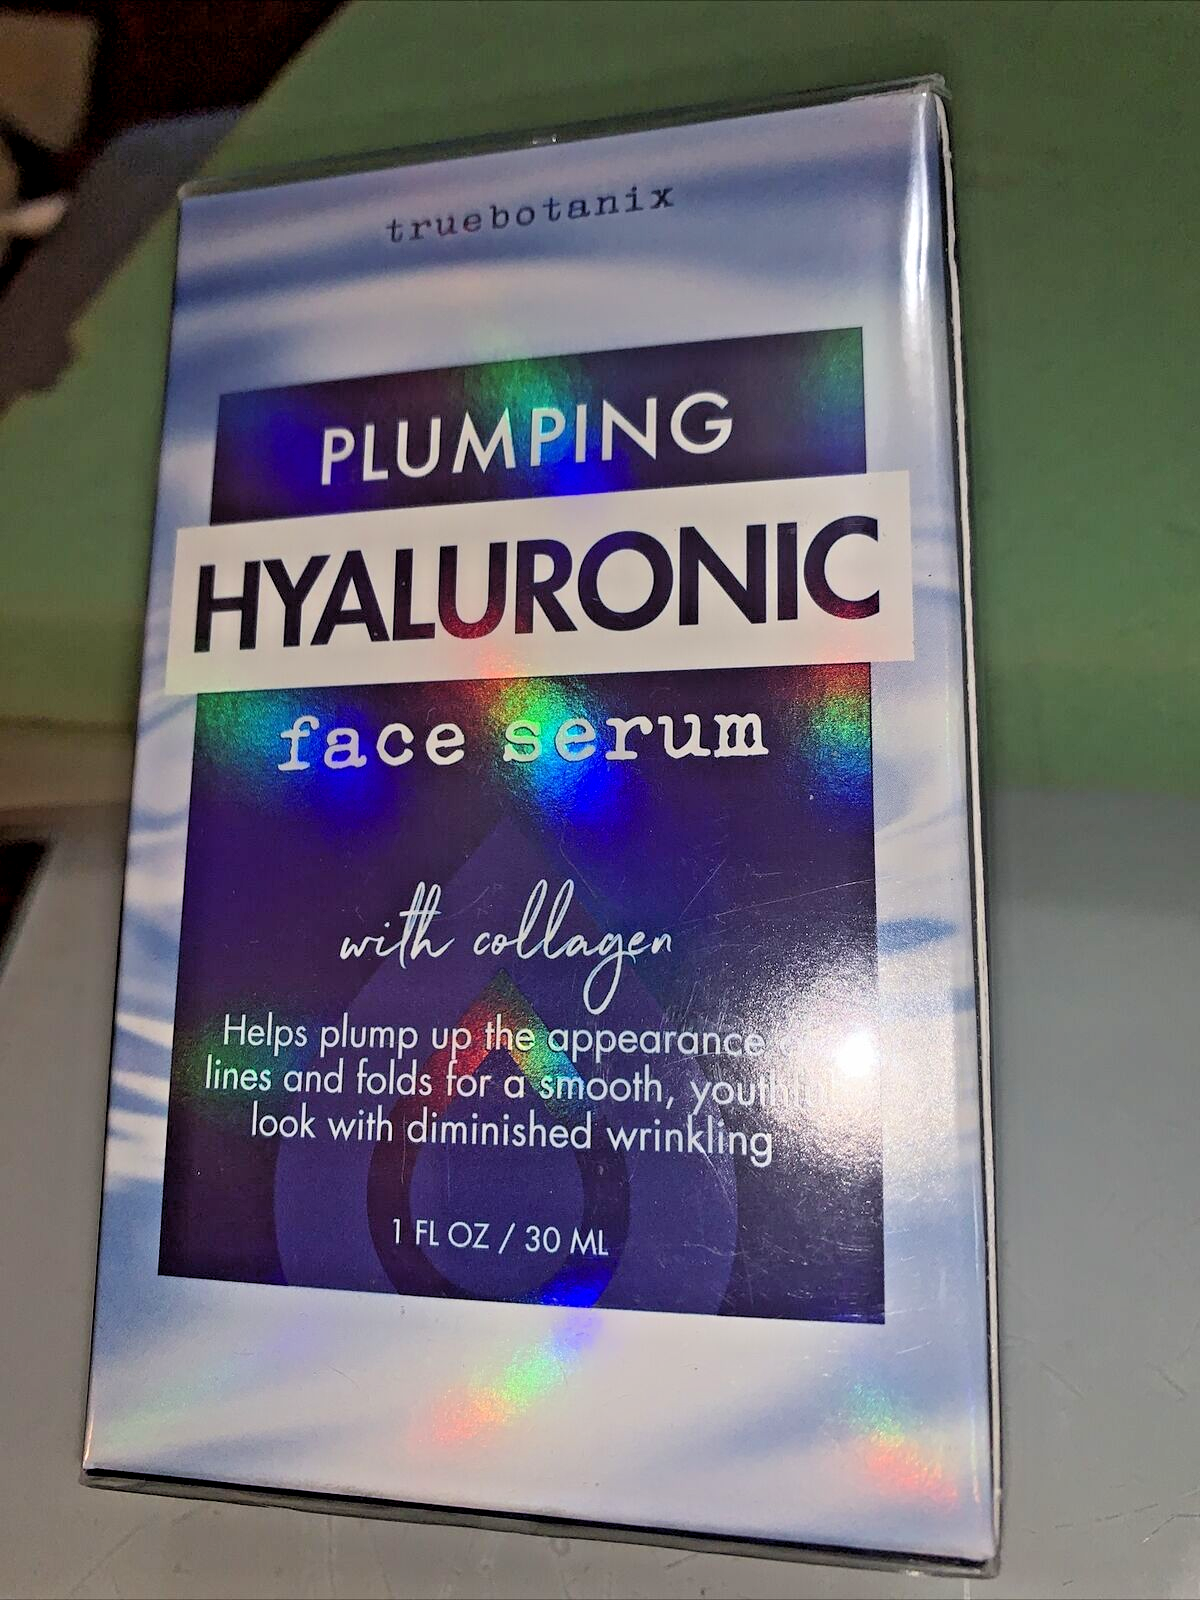 truebotanix
PLUMPING
HYALURONIC
face serum
with collagen
Helps plump up the appearance
lines and folds for a smooth, youthful
look with diminished wrinkling
1 FL OZ / 30 ML